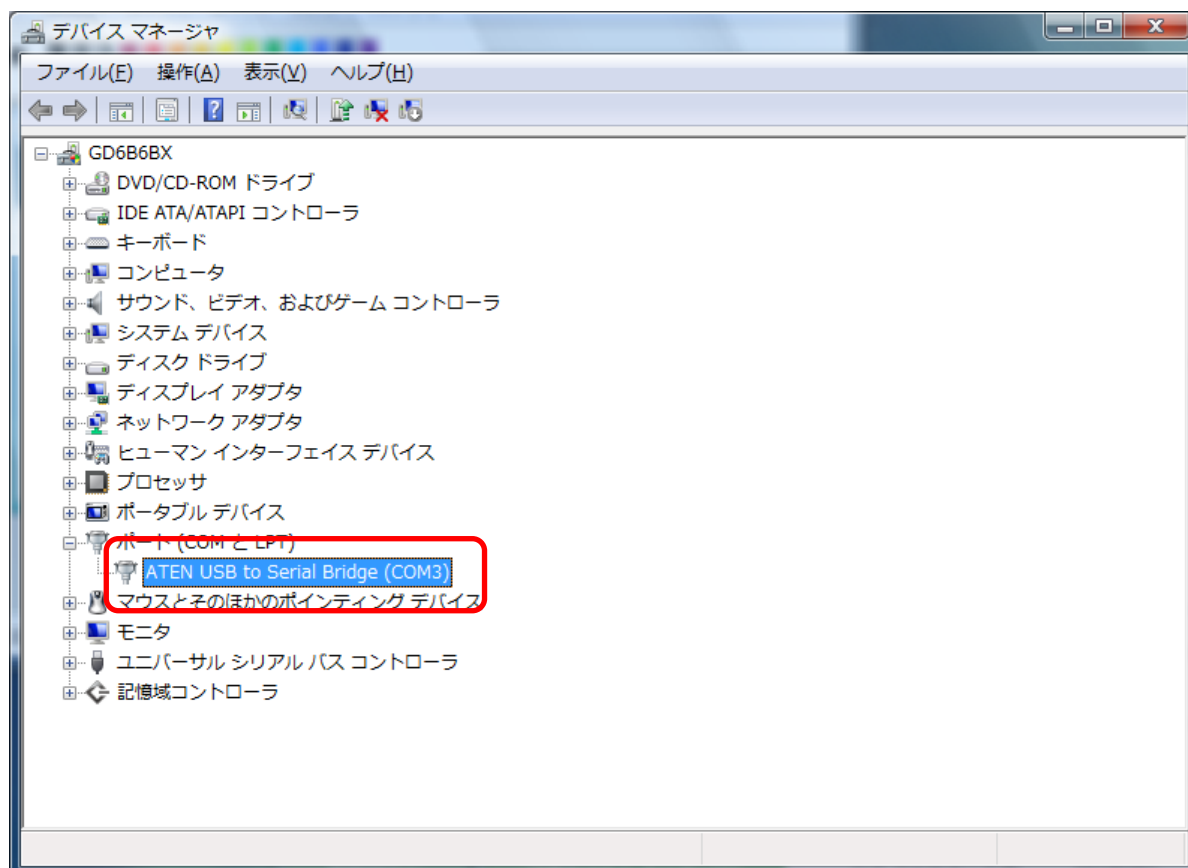 デバイス マネージャ
ファイル(F) 操作(A) 表示(V) ヘルプ(H)
GD6B6BX
DVD/CD-ROM ドライブ
IDE ATA/ATAPI コントローラ
キーボード
コンピュータ
サウンド、ビデオ、およびゲーム コントローラ
システム デバイス
ディスク ドライブ
ディスプレイ アダプタ
ネットワーク アダプタ
ヒューマン インターフェイス デバイス
プロセッサ
ポータブル デバイス
ポート (COM と LPT)
ATEN USB to Serial Bridge (COM3)
マウスとそのほかのポインティング デバイス
モニタ
ユニバーサル シリアル バス コントローラ
記憶域コントローラ